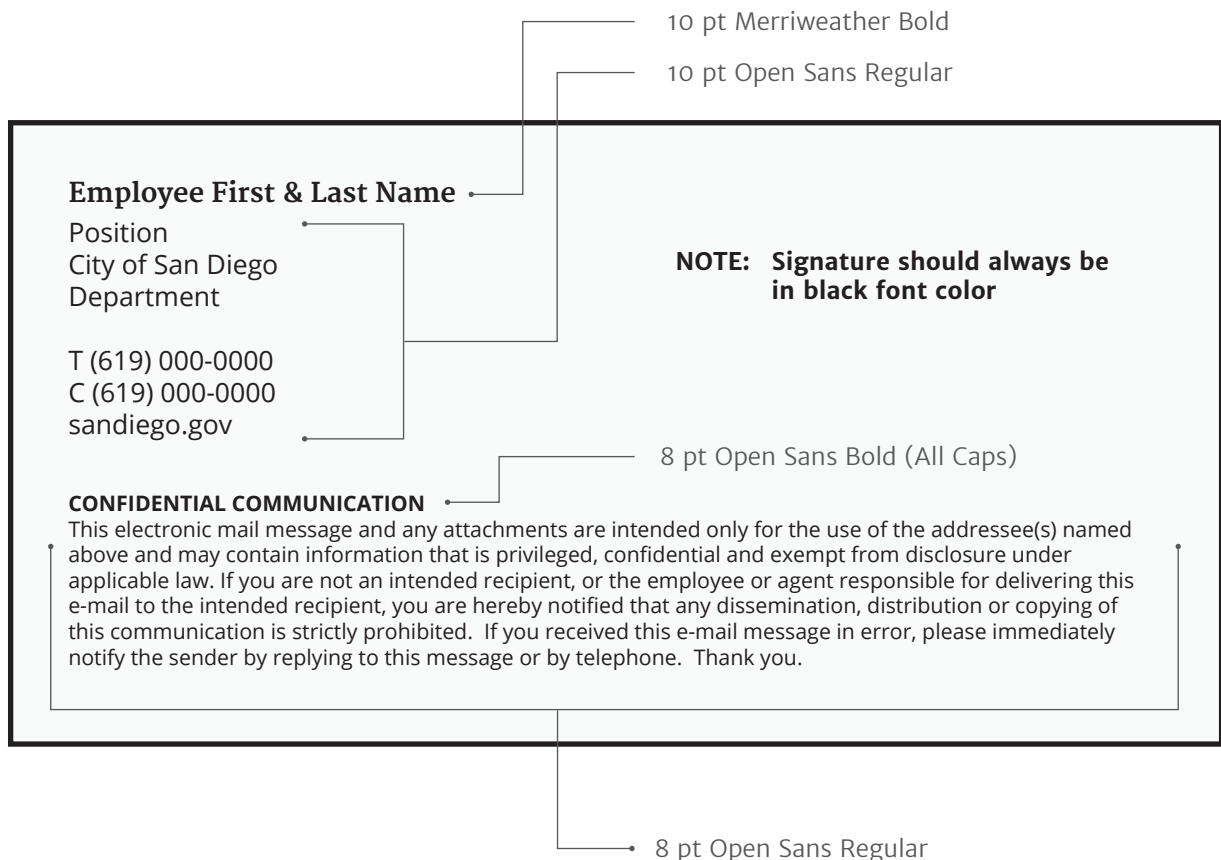 10 pt Merriweather Bold
10 pt Open Sans Regular
Employee First & Last Name
Position
City of San Diego
Department
T (619) 000-0000
C (619) 000-0000
sandiego.gov
NOTE: Signature should always be
in black font color
8 pt Open Sans Bold (All Caps)
CONFIDENTIAL COMMUNICATION
This electronic mail message and any attachments are intended only for the use of the addressee(s) named
above and may contain information that is privileged, confidential and exempt from disclosure under
applicable law. If you are not an intended recipient, or the employee or agent responsible for delivering this
e-mail to the intended recipient, you are hereby notified that any dissemination, distribution or copying of
this communication is strictly prohibited.  If you received this e-mail message in error, please immediately
notify the sender by replying to this message or by telephone.  Thank you.
8 pt Open Sans Regular